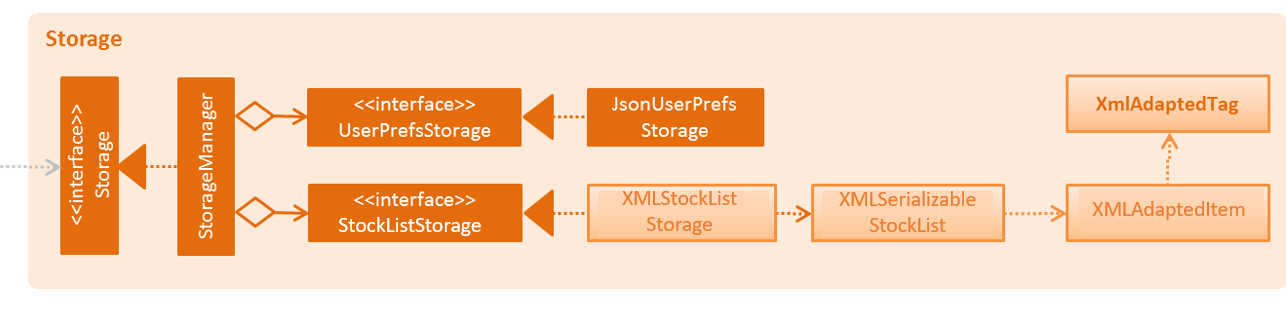 Storage
<<interface>>
Storage
StorageManager
<<interface>>
UserPrefsStorage
JsonUserPrefs
Storage
XmlAdaptedTag
<<interface>>
StockListStorage
XMLStockList
Storage
XMLSerializable
StockList
XMLAdaptedItem